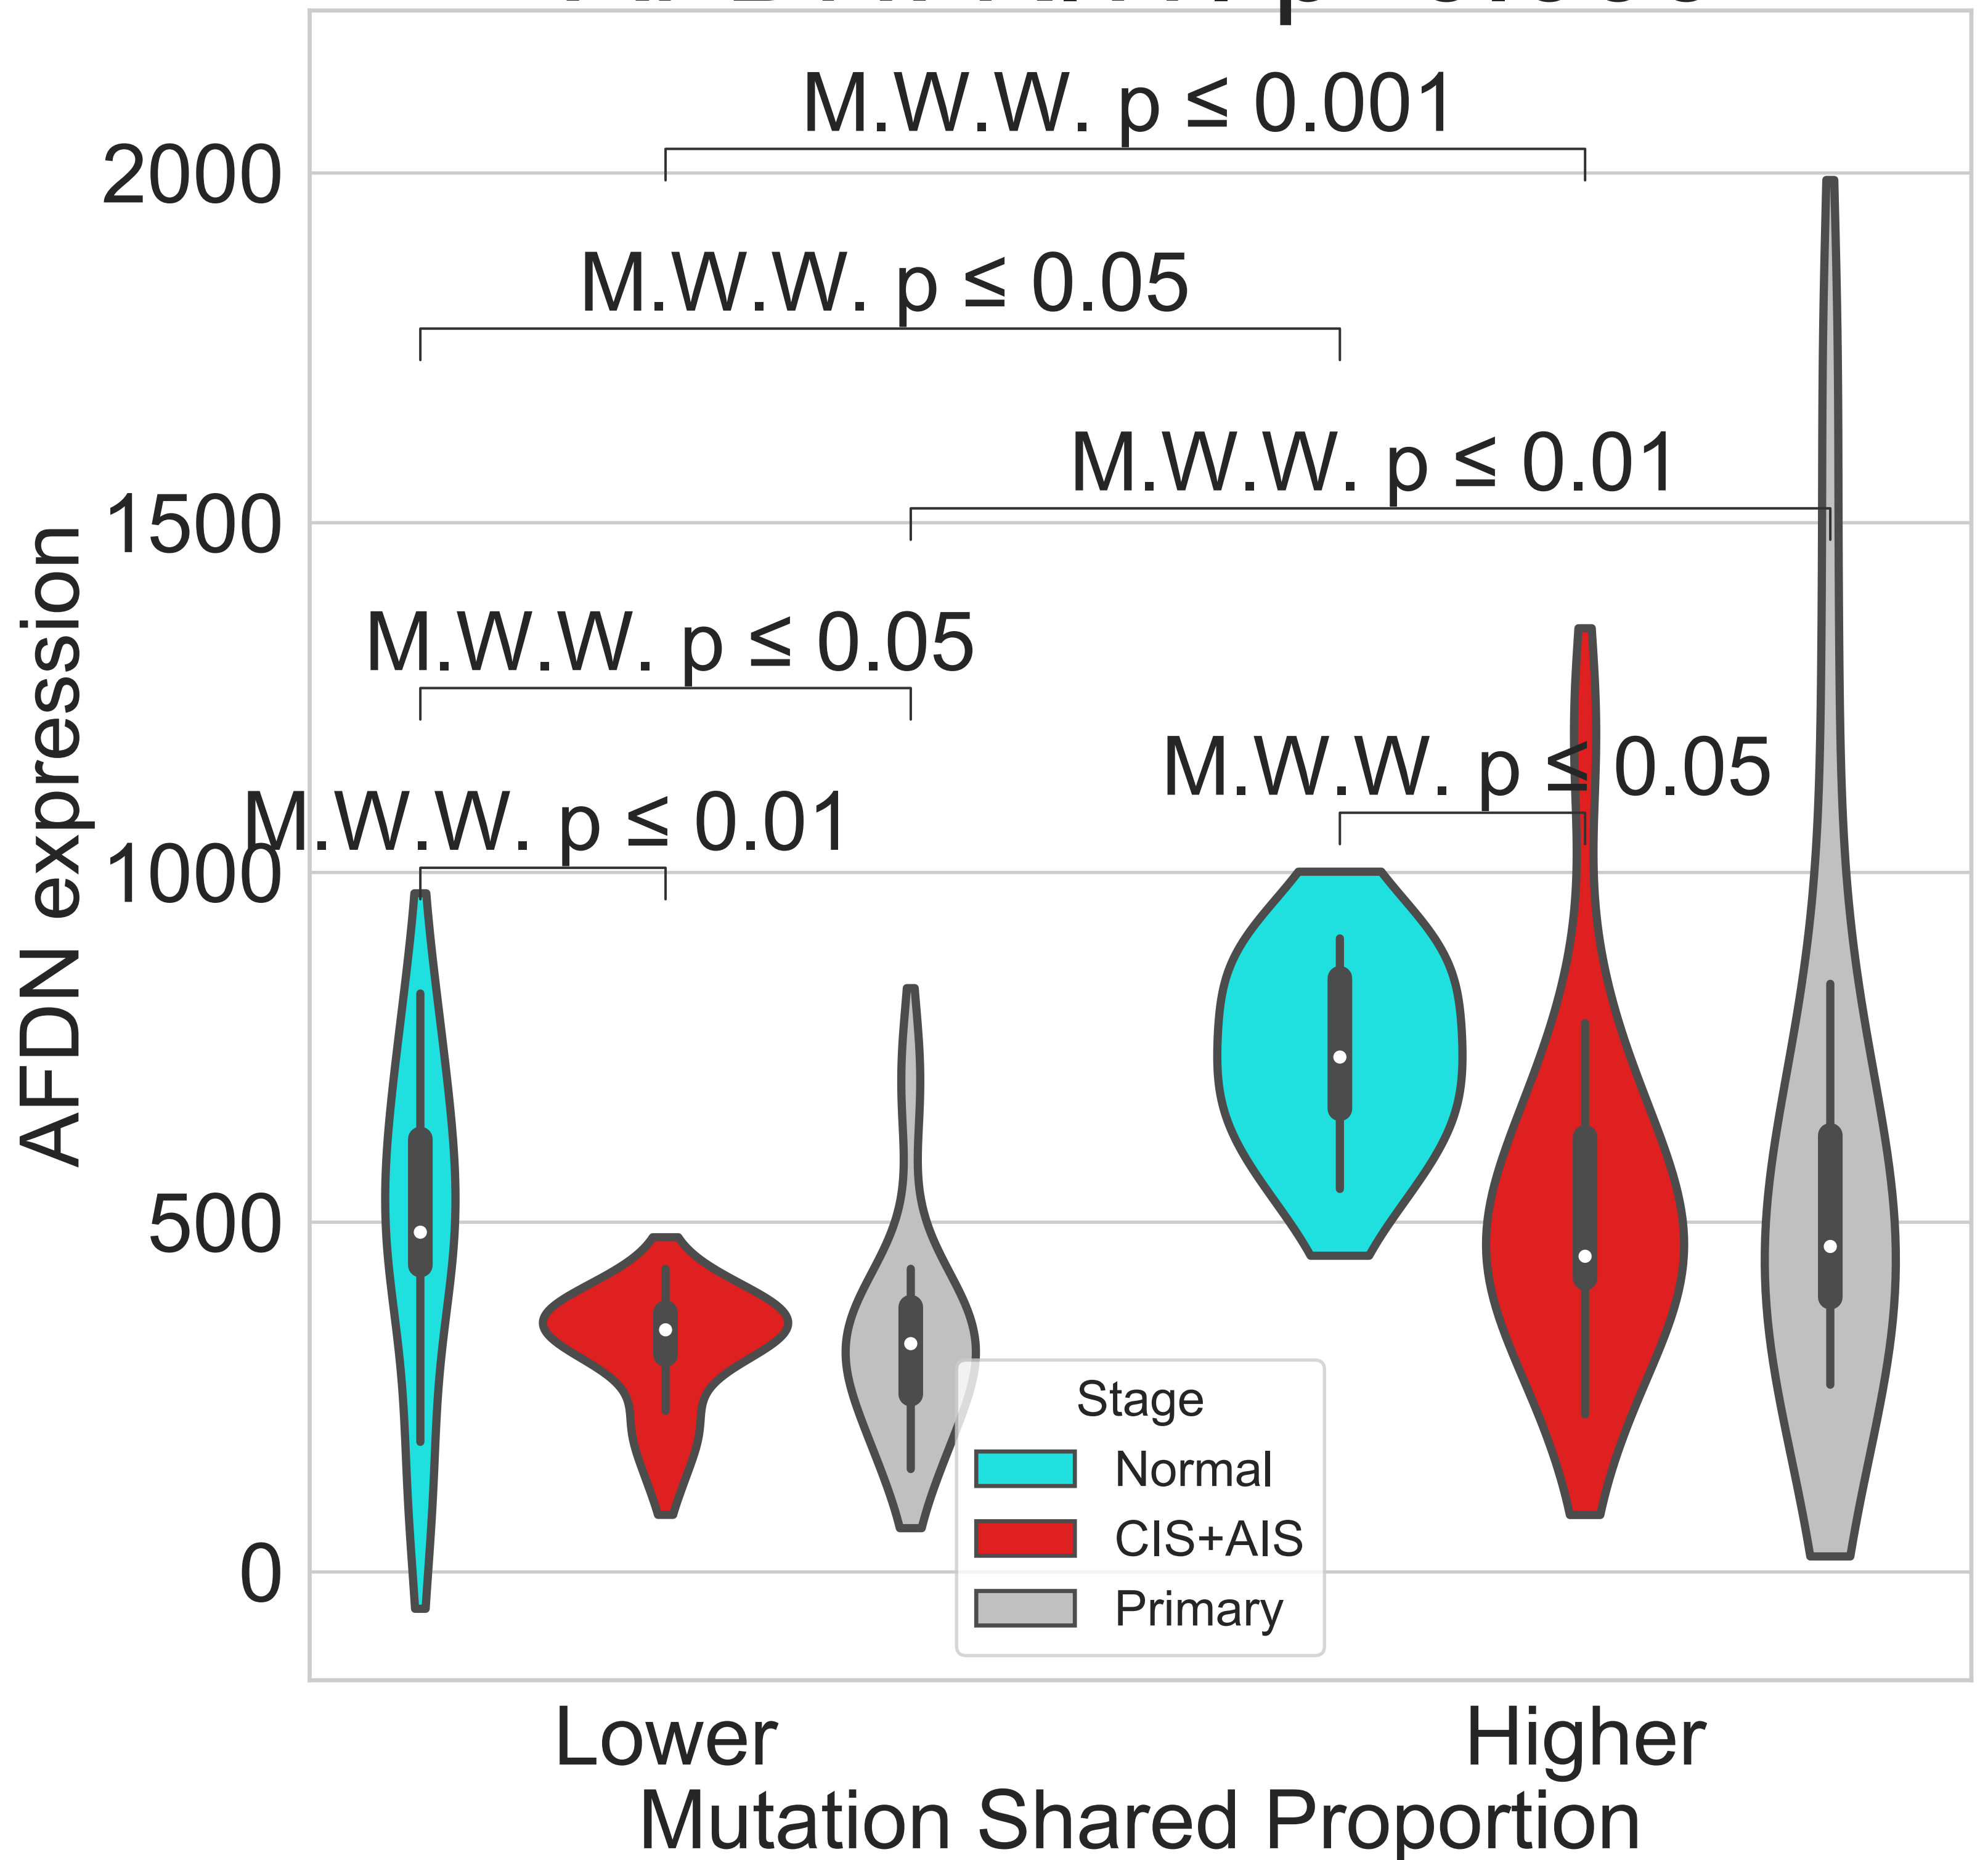 M.W.W. p ≤ 0.001
2000
M.W.W. p ≤ 0.05
M.W.W. p ≤ 0.01
1500
M.W.W. p ≤ 0.05
M.W.W. p ≤ 0.05
M.W.W. p ≤ 0.01
1000
500
0
AFDN expression
Stage
Normal
CIS+AIS
Primary
Lower
Higher
Mutation Shared Proportion